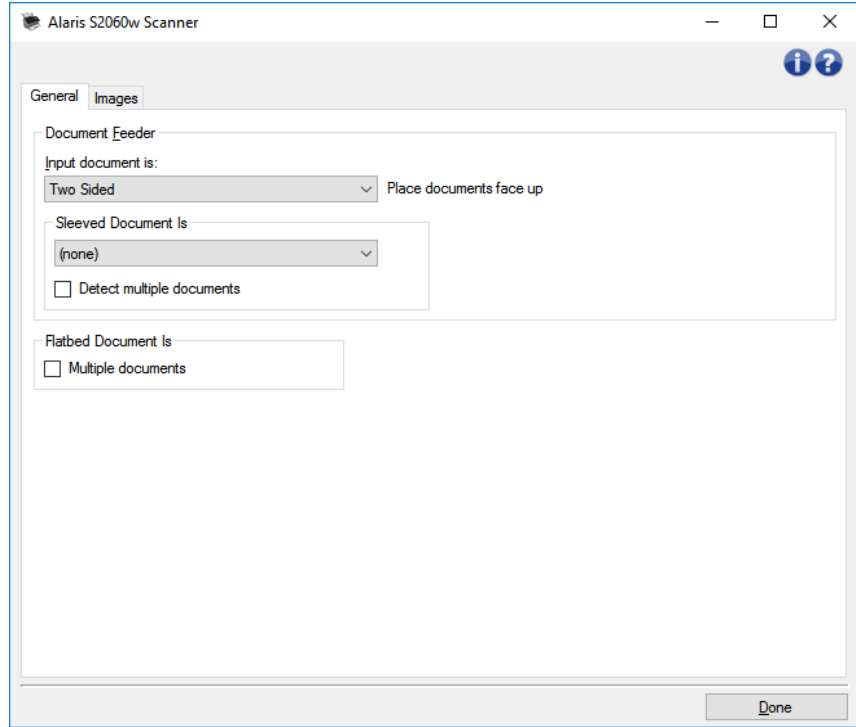 Alaris S2060w Scanner
General Images
Document Feeder
Input document is:
Two Sided Place documents face up
Sleeved Document Is
(none)
Detect multiple documents
Flatbed Document Is
Multiple documents
Done